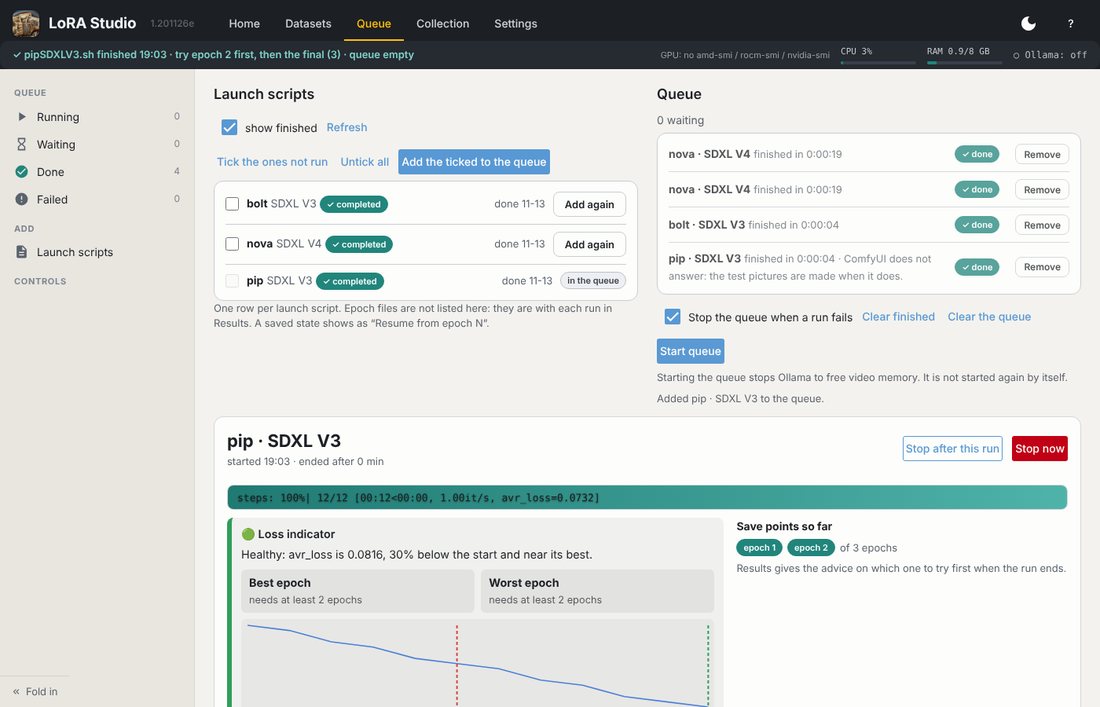 LoRA Studio 1.201126e Home Datasets Queue Collection Settings ?
✓ pipSDXLV3.sh finished 19:03 · try epoch 2 first, then the final (3) · queue empty
GPU: no amd-smi / rocm-smi / nvidia-smi CPU 3% RAM 0.9/8 GB Ollama: off
QUEUE
Running 0
Waiting 0
Done 4
Failed 0
ADD
Launch scripts
CONTROLS
« Fold in
Launch scripts
show finished Refresh
Tick the ones not run Untick all Add the ticked to the queue
bolt SDXL V3 ✓ completed done 11-13 Add again
nova SDXL V4 ✓ completed done 11-13 Add again
pip SDXL V3 ✓ completed done 11-13 in the queue
One row per launch script. Epoch files are not listed here: they are with each run in
Results. A saved state shows as “Resume from epoch N”.
Queue
0 waiting
nova · SDXL V4 finished in 0:00:19 ✓ done Remove
nova · SDXL V4 finished in 0:00:19 ✓ done Remove
bolt · SDXL V3 finished in 0:00:04 ✓ done Remove
pip · SDXL V3 finished in 0:00:04 · ComfyUI does not
answer: the test pictures are made when it does. ✓ done Remove
Stop the queue when a run fails Clear finished Clear the queue
Start queue
Starting the queue stops Ollama to free video memory. It is not started again by itself.
Added pip · SDXL V3 to the queue.
pip · SDXL V3
started 19:03 · ended after 0 min
Stop after this run Stop now
steps: 100%| 12/12 [00:12<00:00, 1.00it/s, avr_loss=0.0732]
Loss indicator
Healthy: avr_loss is 0.0816, 30% below the start and near its best.
Best epoch
needs at least 2 epochs
Worst epoch
needs at least 2 epochs
Save points so far
epoch 1 epoch 2 of 3 epochs
Results gives the advice on which one to try first when the run ends.